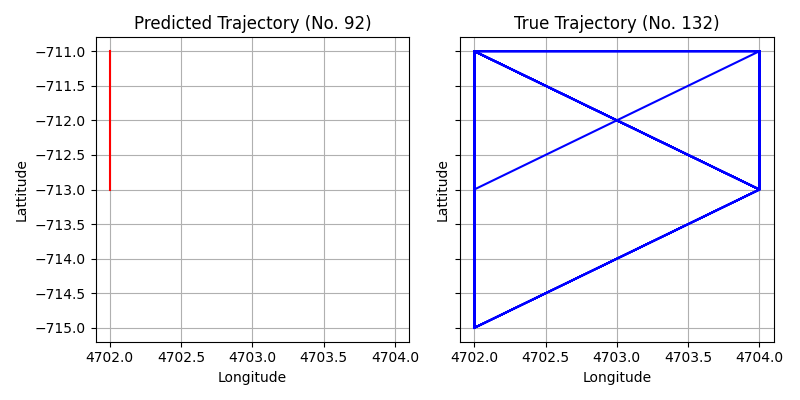 Predicted Trajectory (No. 92)
True Trajectory (No. 132)
−711.0
−711.5
−712.0
−712.5
−713.0
−713.5
−714.0
−714.5
−715.0
Lattitude
Lattitude
4702.0 4702.5 4703.0 4703.5 4704.0
4702.0 4702.5 4703.0 4703.5 4704.0
Longitude
Longitude